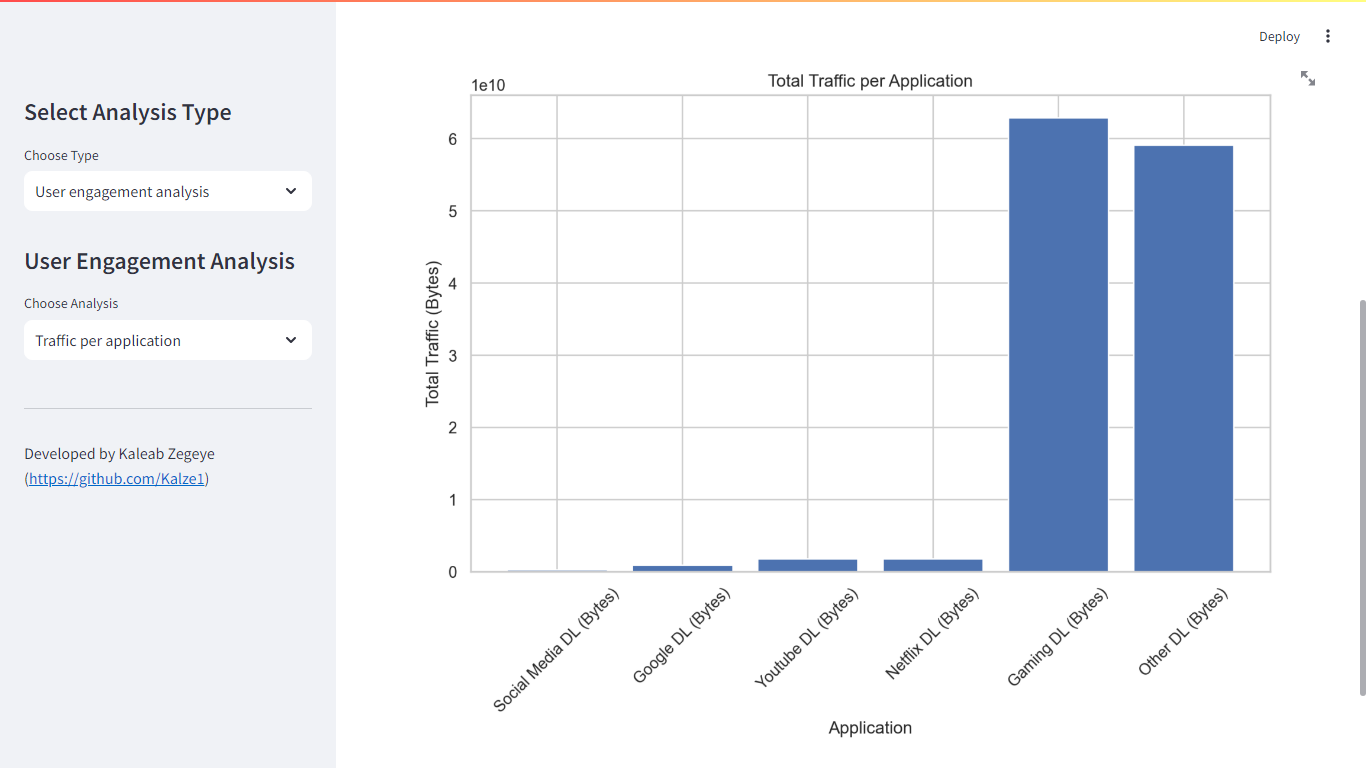 Deploy
Select Analysis Type
Choose Type
User engagement analysis
User Engagement Analysis
Choose Analysis
Traffic per application
Developed by Kaleab Zegeye
(https://github.com/Kalze1)
Total Traffic per Application
1e10
6
5
4
3
2
1
0
Total Traffic (Bytes)
Social Media DL (Bytes)
Google DL (Bytes)
Youtube DL (Bytes)
Netflix DL (Bytes)
Gaming DL (Bytes)
Other DL (Bytes)
Application